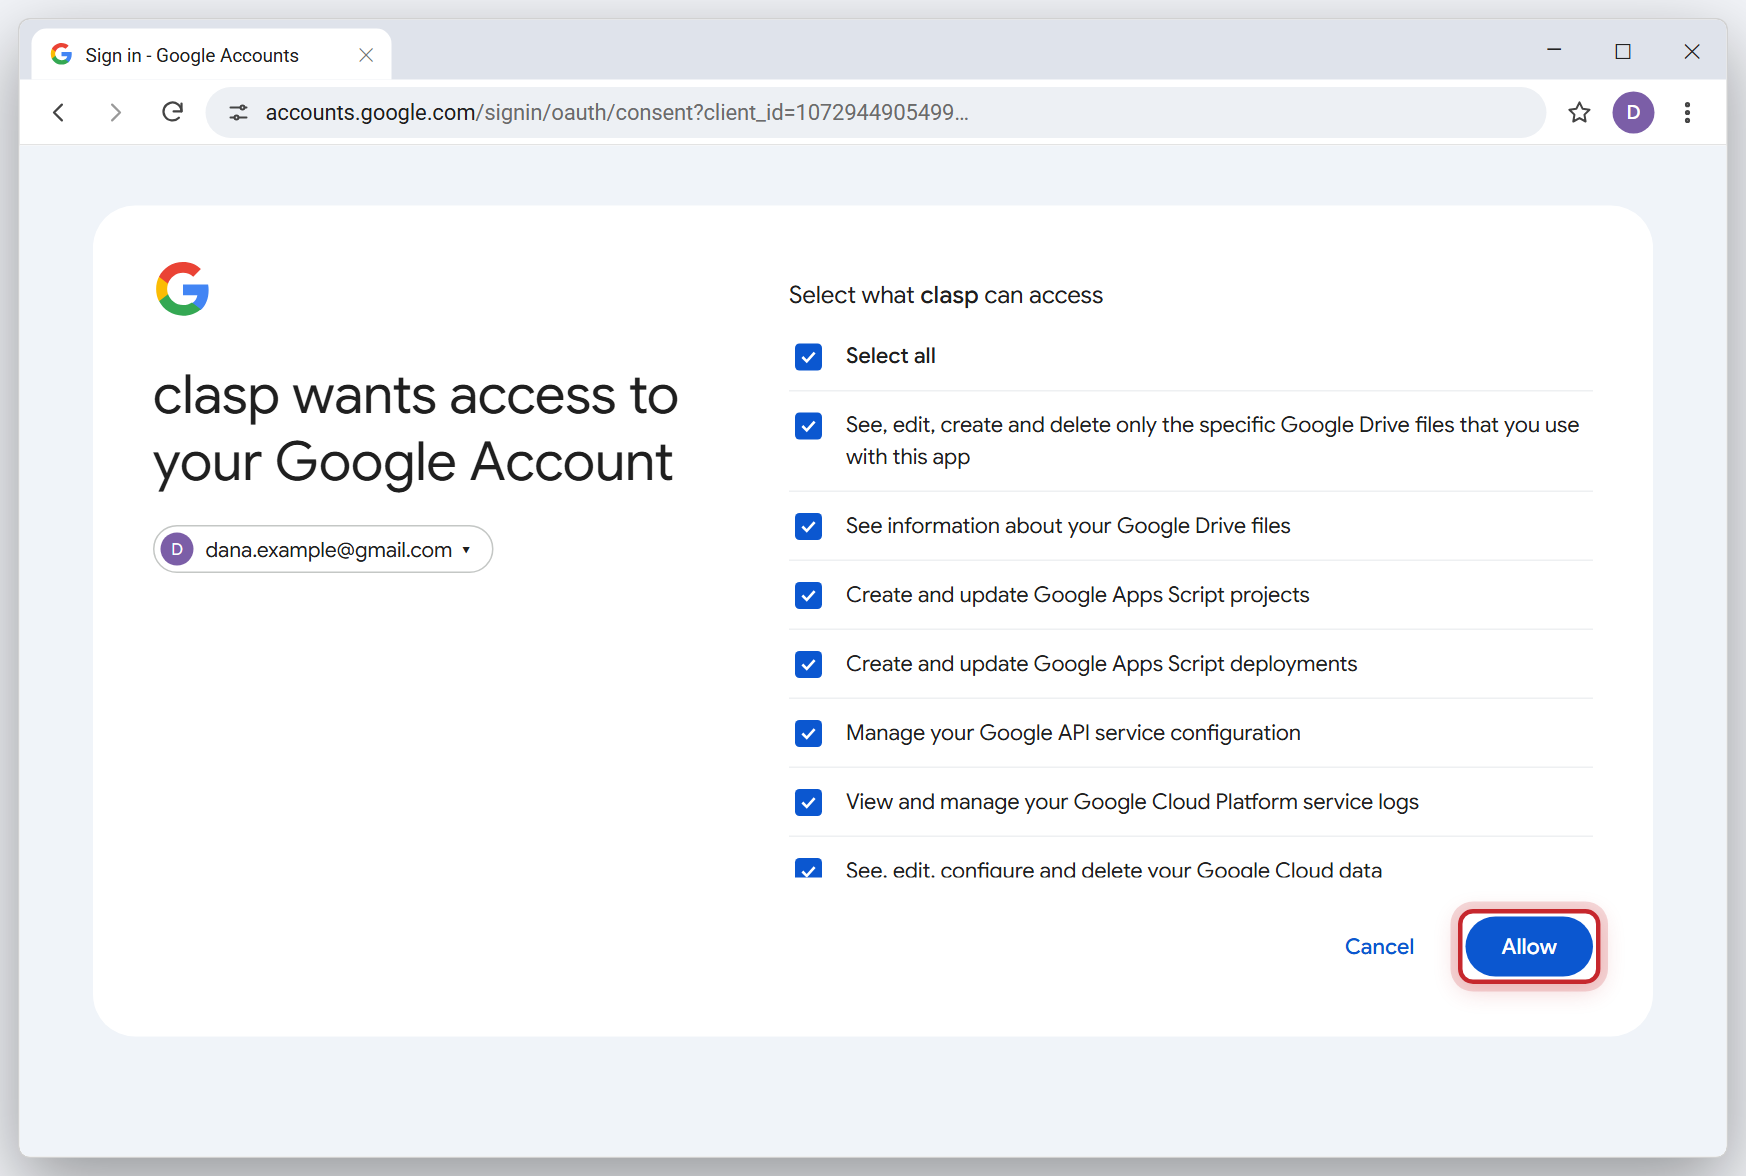 Sign in - Google Accounts
accounts.google.com/signin/oauth/consent?client_id=1072944905499...
D
clasp wants access to
your Google Account
D dana.example@gmail.com
Select what clasp can access
Select all
See, edit, create and delete only the specific Google Drive files that you use
with this app
See information about your Google Drive files
Create and update Google Apps Script projects
Create and update Google Apps Script deployments
Manage your Google API service configuration
View and manage your Google Cloud Platform service logs
See, edit, configure and delete your Google Cloud data
Cancel
Allow